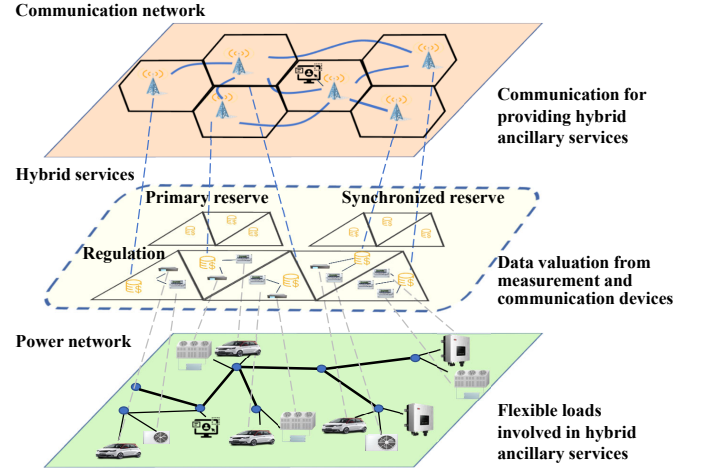 Communication network
Communication for
providing hybrid
ancillary services
Hybrid services
Primary reserve
Synchronized reserve
Regulation
Data valuation from
measurement and
communication devices
Power network
Flexible loads
involved in hybrid
ancillary services